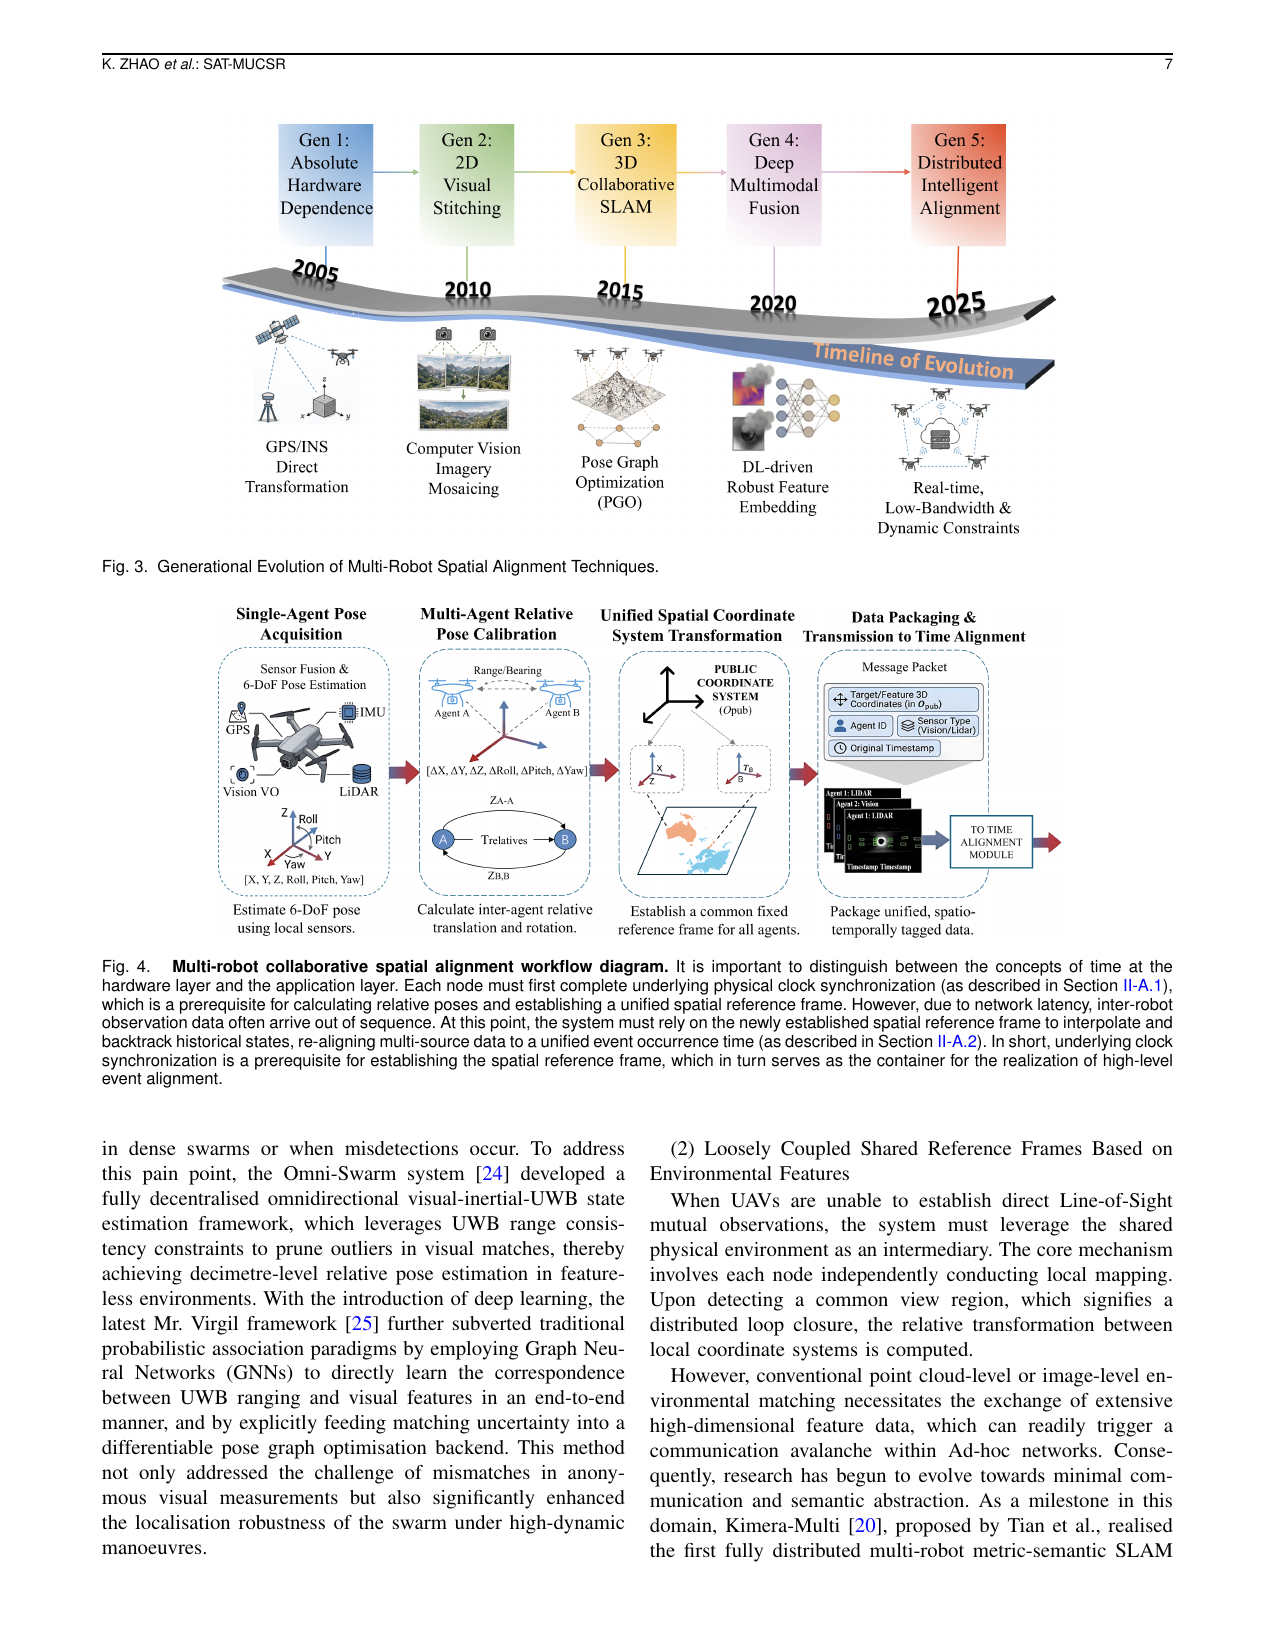 K. ZHAO et al.: SAT-MUCSR
7
Gen 1:
Absolute
Hardware
Dependence
Gen 2:
2D
Visual
Stitching
Gen 3:
3D
Collaborative
SLAM
Gen 4:
Deep
Multimodal
Fusion
Gen 5:
Distributed
Intelligent
Alignment
2005
2010
2015
2020
2025
Timeline of Evolution
z
x
y
GPS/INS
Direct
Transformation
Computer Vision
Imagery
Mosaicing
Pose Graph
Optimization
(PGO)
DL-driven
Robust Feature
Embedding
Real-time,
Low-Bandwidth &
Dynamic Constraints
Fig. 3. Generational Evolution of Multi-Robot Spatial Alignment Techniques.
Single-Agent Pose
Acquisition
Sensor Fusion &
6-DoF Pose Estimation
GPS
IMU
Vision VO
LiDAR
Z
Roll
Pitch
X
Y
Yaw
[X, Y, Z, Roll, Pitch, Yaw]
Estimate 6-DoF pose
using local sensors.
Multi-Agent Relative
Pose Calibration
Range/Bearing
Agent A
Agent B
[ΔX, ΔY, ΔZ, ΔRoll, ΔPitch, ΔYaw]
ZA-A
A
Trelatives
B
ZB,B
Calculate inter-agent relative
translation and rotation.
Unified Spatial Coordinate
System Transformation
PUBLIC
COORDINATE
SYSTEM
(Opub)
X
Z
TB
B
Establish a common fixed
reference frame for all agents.
Data Packaging &
Transmission to Time Alignment
Message Packet
Target/Feature 3D
Coordinates (in Opub)
Agent ID
Sensor Type
(Vision/Lidar)
Original Timestamp
Agent 1: LIDAR
Agent 2: Vision
Agent 1: LIDAR
Timestamp Timestamp
TO TIME
ALIGNMENT
MODULE
Package unified, spatio-
temporally tagged data.
Fig. 4. Multi-robot collaborative spatial alignment workflow diagram. It is important to distinguish between the concepts of time at the
hardware layer and the application layer. Each node must first complete underlying physical clock synchronization (as described in Section II-A.1),
which is a prerequisite for calculating relative poses and establishing a unified spatial reference frame. However, due to network latency, inter-robot
observation data often arrive out of sequence. At this point, the system must rely on the newly established spatial reference frame to interpolate and
backtrack historical states, re-aligning multi-source data to a unified event occurrence time (as described in Section II-A.2). In short, underlying clock
synchronization is a prerequisite for establishing the spatial reference frame, which in turn serves as the container for the realization of high-level
event alignment.
in dense swarms or when misdetections occur. To address
this pain point, the Omni-Swarm system [24] developed a
fully decentralised omnidirectional visual-inertial-UWB state
estimation framework, which leverages UWB range consis-
tency constraints to prune outliers in visual matches, thereby
achieving decimetre-level relative pose estimation in feature-
less environments. With the introduction of deep learning, the
latest Mr. Virgil framework [25] further subverted traditional
probabilistic association paradigms by employing Graph Neu-
ral Networks (GNNs) to directly learn the correspondence
between UWB ranging and visual features in an end-to-end
manner, and by explicitly feeding matching uncertainty into a
differentiable pose graph optimisation backend. This method
not only addressed the challenge of mismatches in anony-
mous visual measurements but also significantly enhanced
the localisation robustness of the swarm under high-dynamic
manoeuvres.
(2) Loosely Coupled Shared Reference Frames Based on
Environmental Features
When UAVs are unable to establish direct Line-of-Sight
mutual observations, the system must leverage the shared
physical environment as an intermediary. The core mechanism
involves each node independently conducting local mapping.
Upon detecting a common view region, which signifies a
distributed loop closure, the relative transformation between
local coordinate systems is computed.
However, conventional point cloud-level or image-level en-
vironmental matching necessitates the exchange of extensive
high-dimensional feature data, which can readily trigger a
communication avalanche within Ad-hoc networks. Conse-
quently, research has begun to evolve towards minimal com-
munication and semantic abstraction. As a milestone in this
domain, Kimera-Multi [20], proposed by Tian et al., realised
the first fully distributed multi-robot metric-semantic SLAM